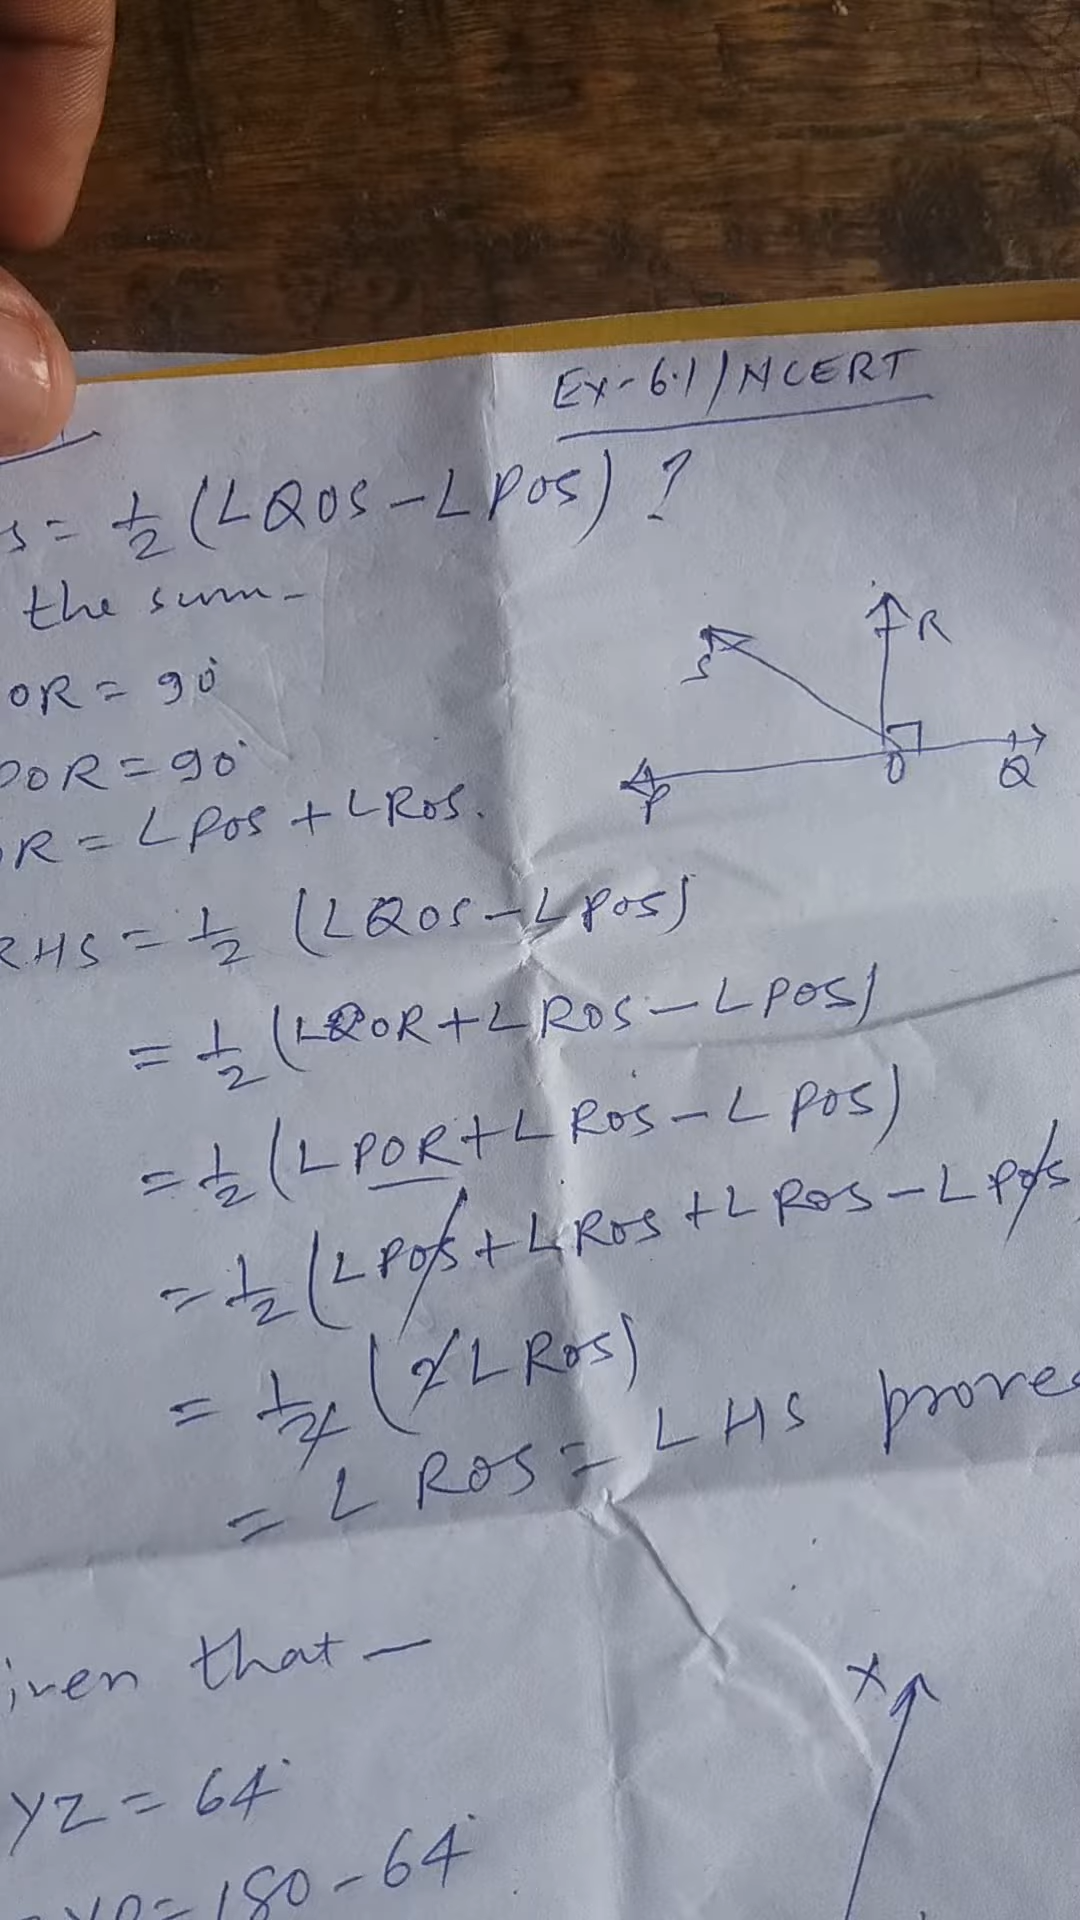 Ex-6.1/NCERT
S = 1/2 (∠QOS - ∠POS) ?
the sum -
OR = 90°
POR = 90°
OR = ∠POS + ∠ROS.
R
S
O
Q
P
RHS = 1/2 (∠QOS - ∠POS)
= 1/2 (∠QOR + ∠ROS - ∠POS)
= 1/2 (∠POR + ∠ROS - ∠POS)
= 1/2 (∠POS + ∠ROS + ∠ROS - ∠POS
= 1/2 (2∠ROS)
= ∠ROS = LHS prove
iven that —
X
YZ = 64°
YP = 180 - 64°